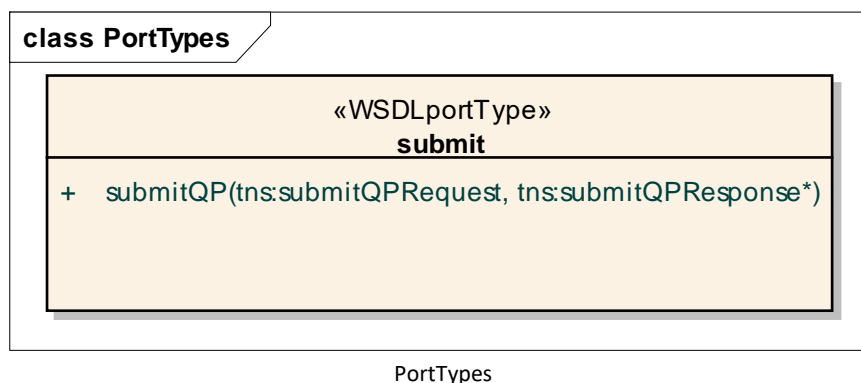 class PortTypes
«WSDLportType»
submit
+ submitQP(tns:submitQPRequest, tns:submitQPResponse*)
PortTypes